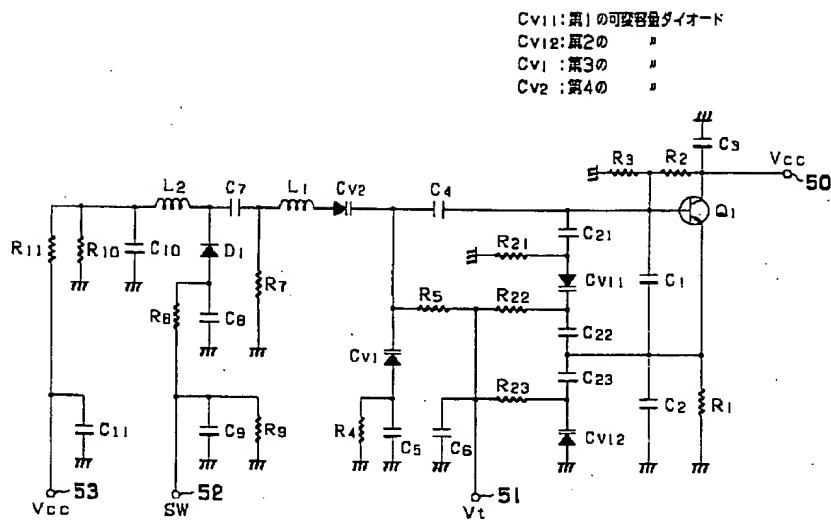 Cv11:第1の可変容量ダイオード
Cv12:第2の 〃
Cv1 :第3の 〃
Cv2 :第4の 〃
C3
R3 R2 Vcc 50
L2 C7 L1 Cv2 C4
Q1
R11 R10 C10 D1 R7 R21 C21
Cv11 C1
R8 C8 R5 R22
C22
Cv1 C23
R23 C2 R1
C11 C9 R9 R4 C5 C6 Cv12
53 52 51
Vcc SW Vt